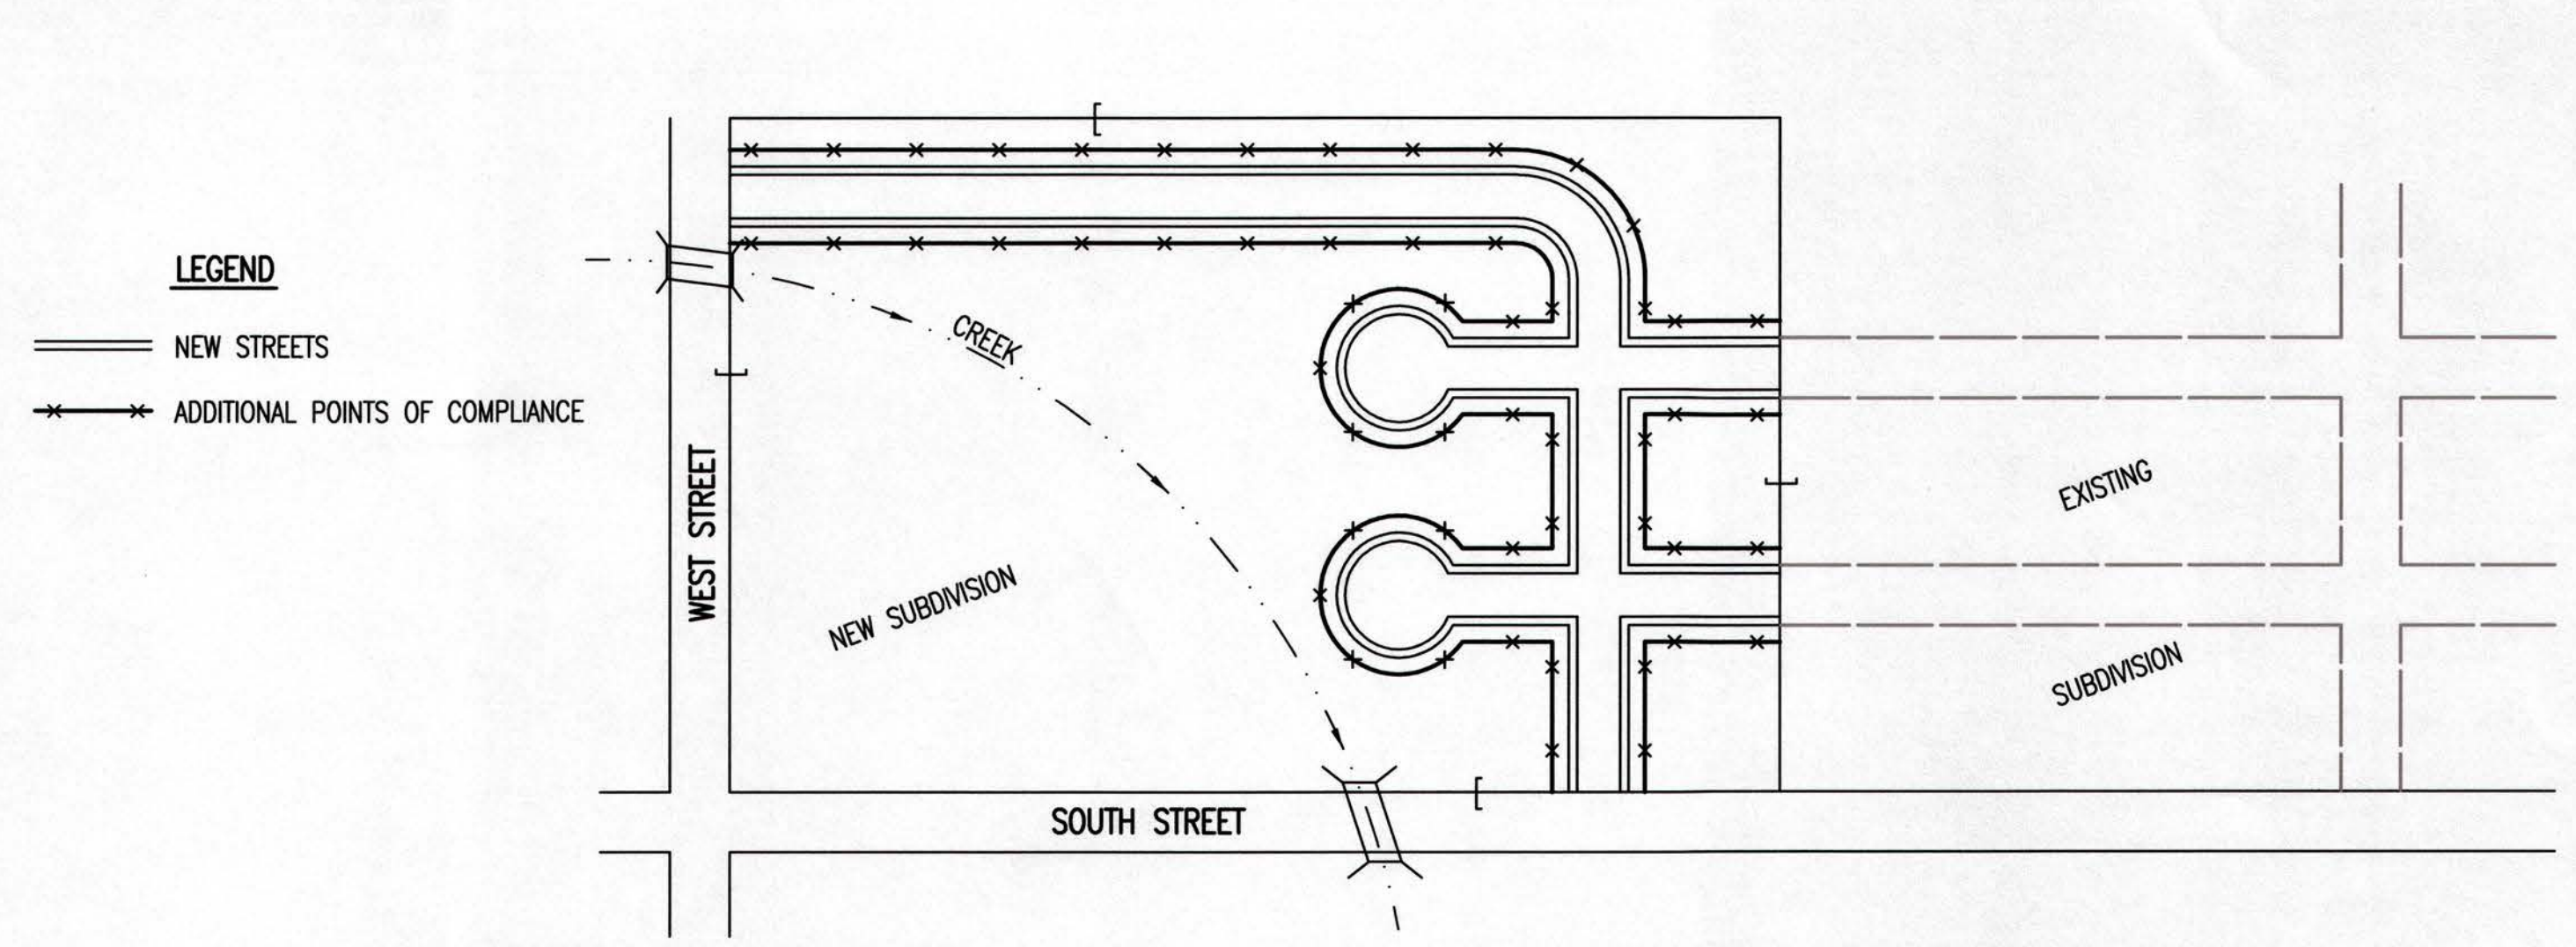 LEGEND
NEW STREETS
ADDITIONAL POINTS OF COMPLIANCE
CREEK
WEST STREET
NEW SUBDIVISION
EXISTING
SUBDIVISION
SOUTH STREET